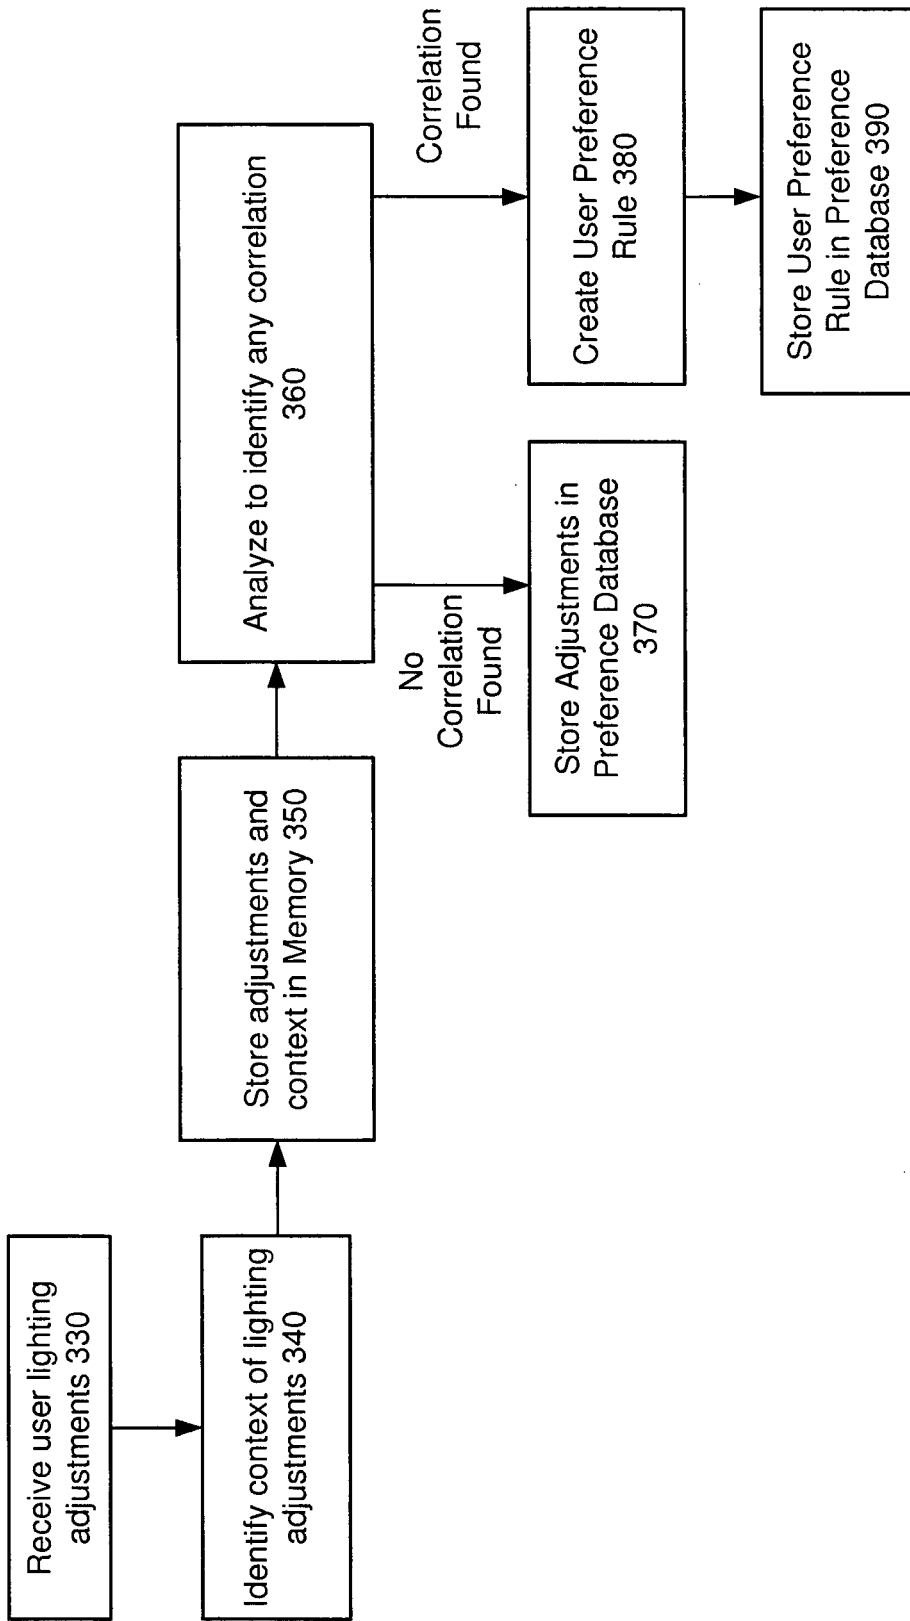 Receive user lighting
adjustments 330
Identify context of lighting
adjustments 340
Store adjustments and
context in Memory 350
Analyze to identify any correlation
360
No
Correlation
Found
Correlation
Found
Store Adjustments in
Preference Database
370
Create User Preference
Rule 380
Store User Preference
Rule in Preference
Database 390